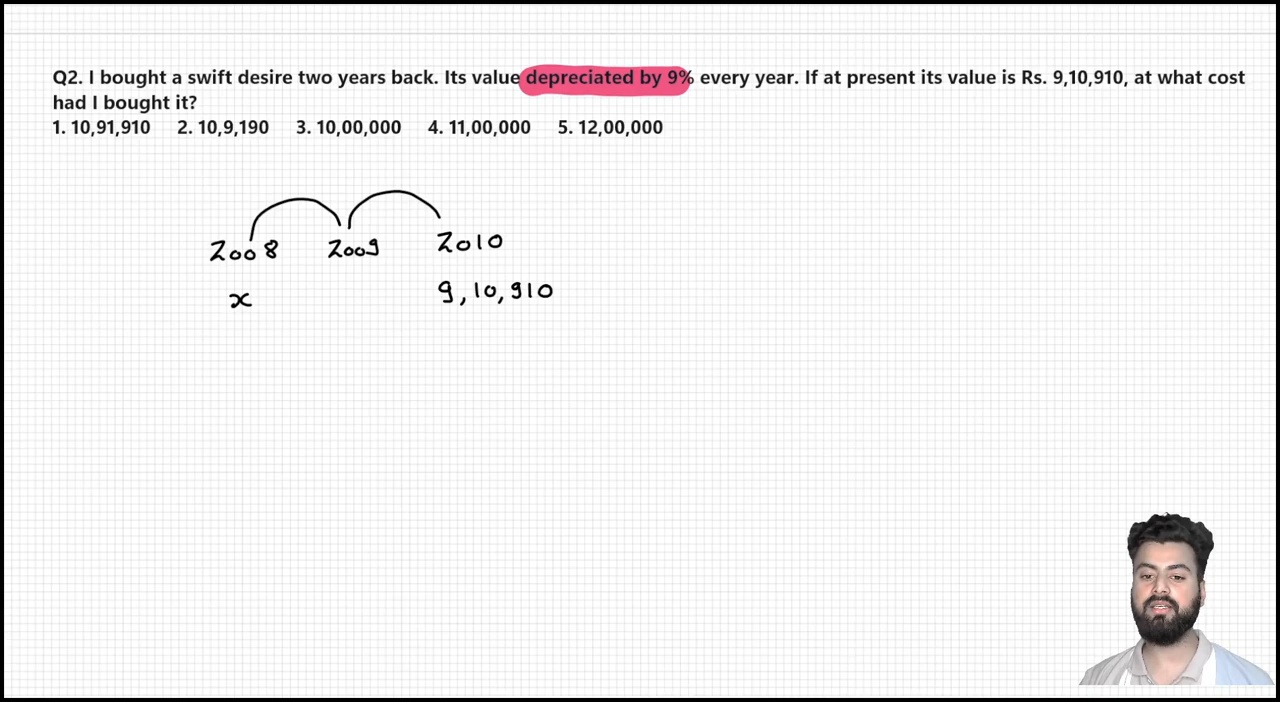 Q2. I bought a swift desire two years back. Its value depreciated by 9% every year. If at present its value is Rs. 9,10,910, at what cost
had I bought it?
1. 10,91,910 2. 10,9,190 3. 10,00,000 4. 11,00,000 5. 12,00,000
2008 2009 2010
x 9,10,910